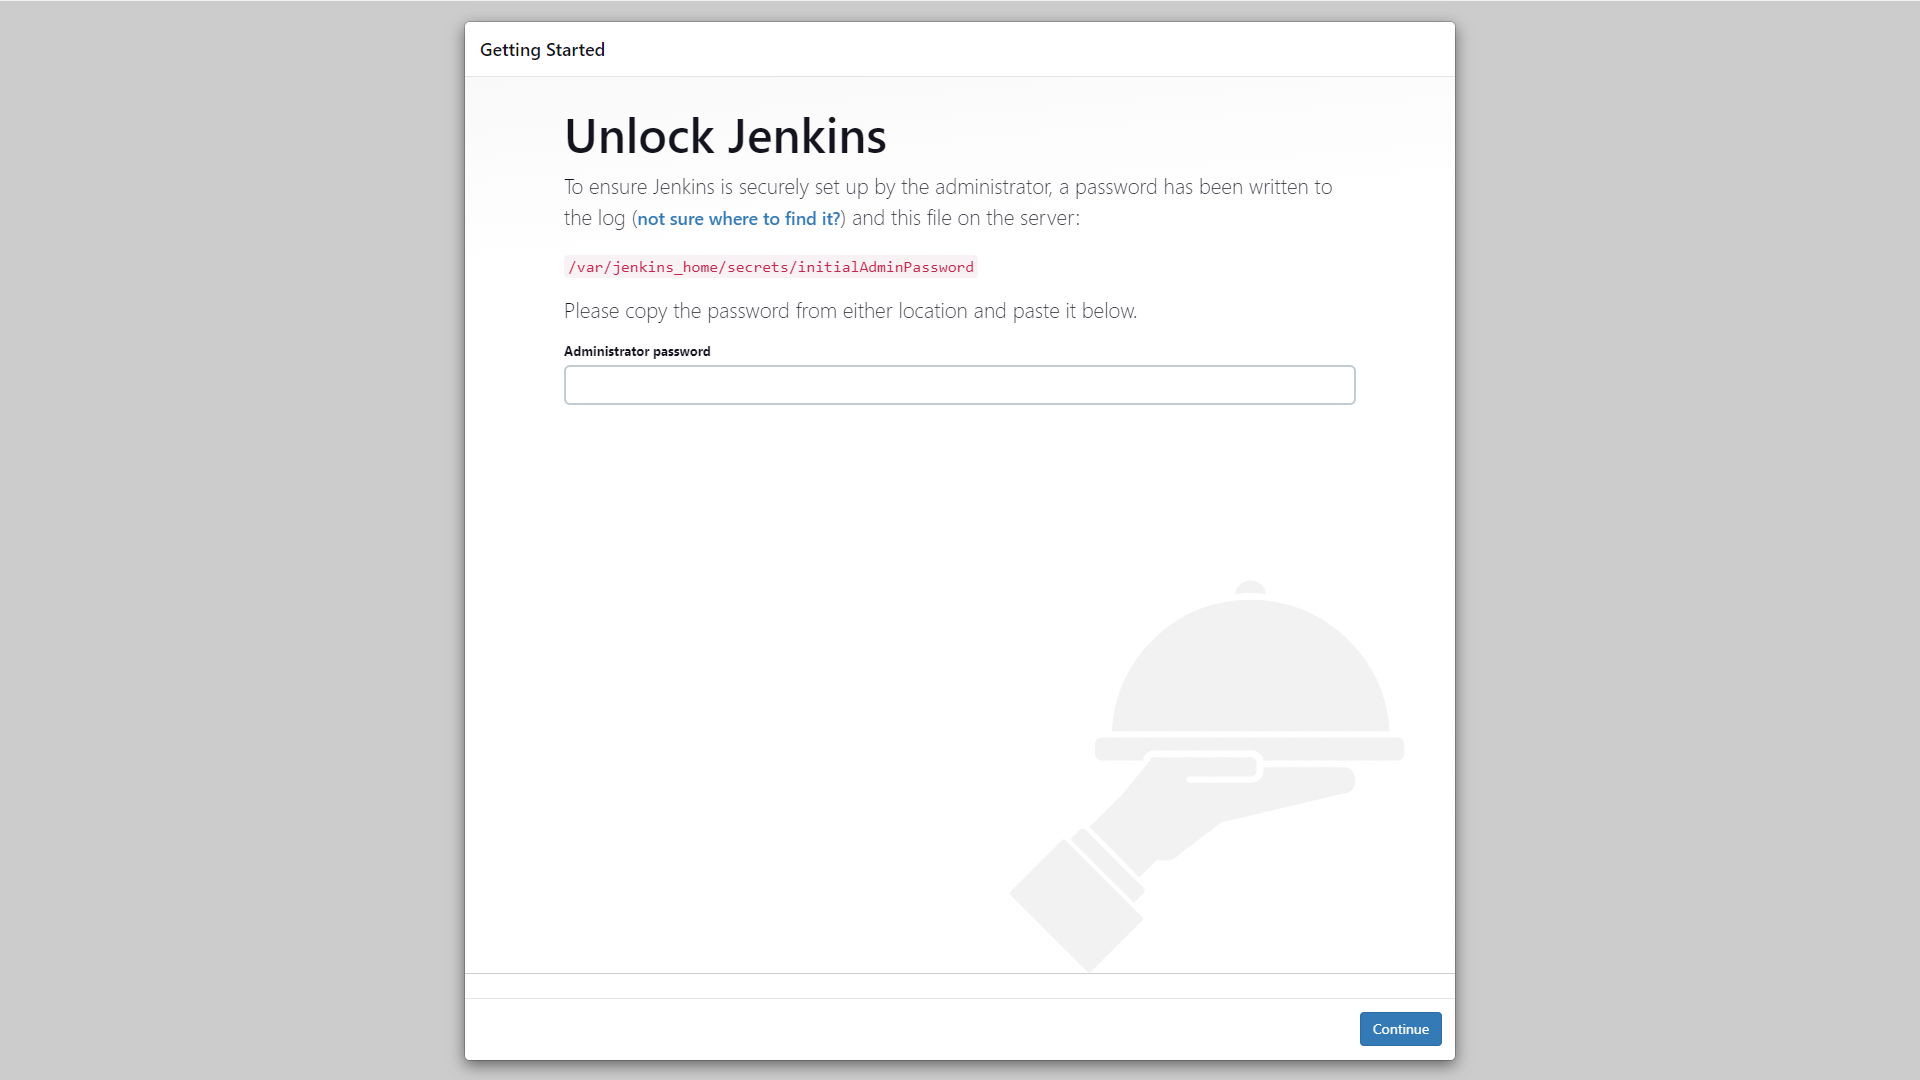 Getting Started
Unlock Jenkins
To ensure Jenkins is securely set up by the administrator, a password has been written to
the log (not sure where to find it?) and this file on the server:
/var/jenkins_home/secrets/initialAdminPassword
Please copy the password from either location and paste it below.
Administrator password
Continue